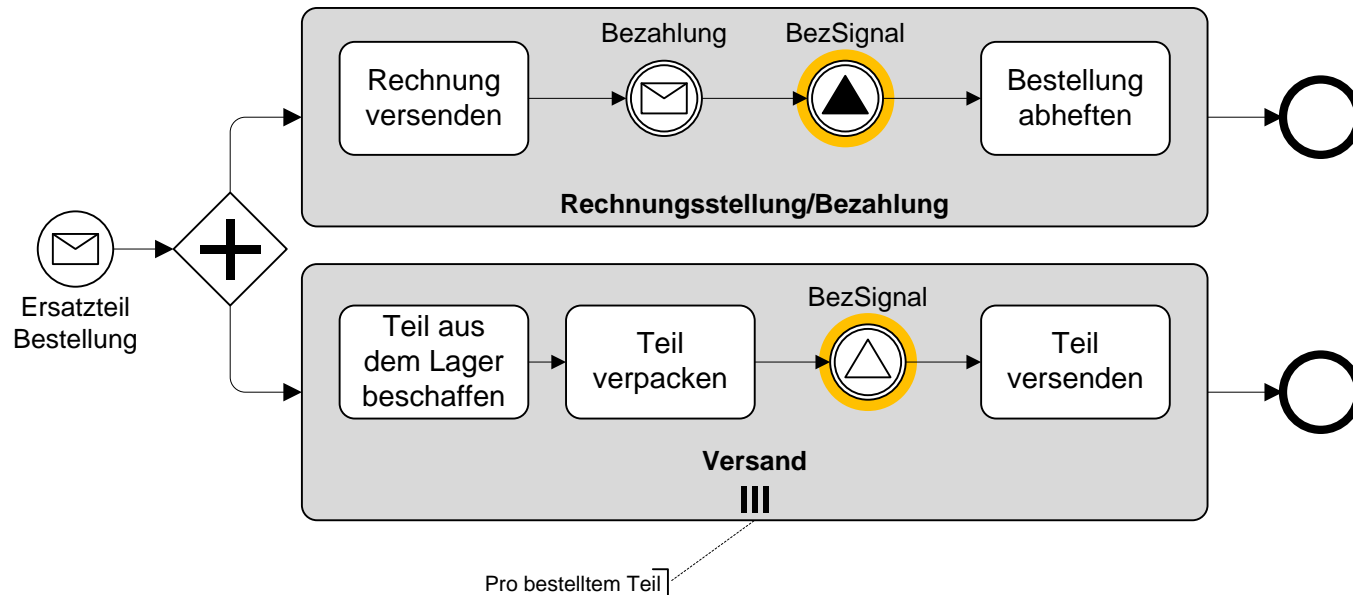 Bezahlung
BezSignal
Rechnung
versenden
Bestellung
abheften
Rechnungsstellung/Bezahlung
Ersatzteil
Bestellung
BezSignal
Teil aus
dem Lager
beschaffen
Teil
verpacken
Teil
versenden
Versand
Pro bestelltem Teil